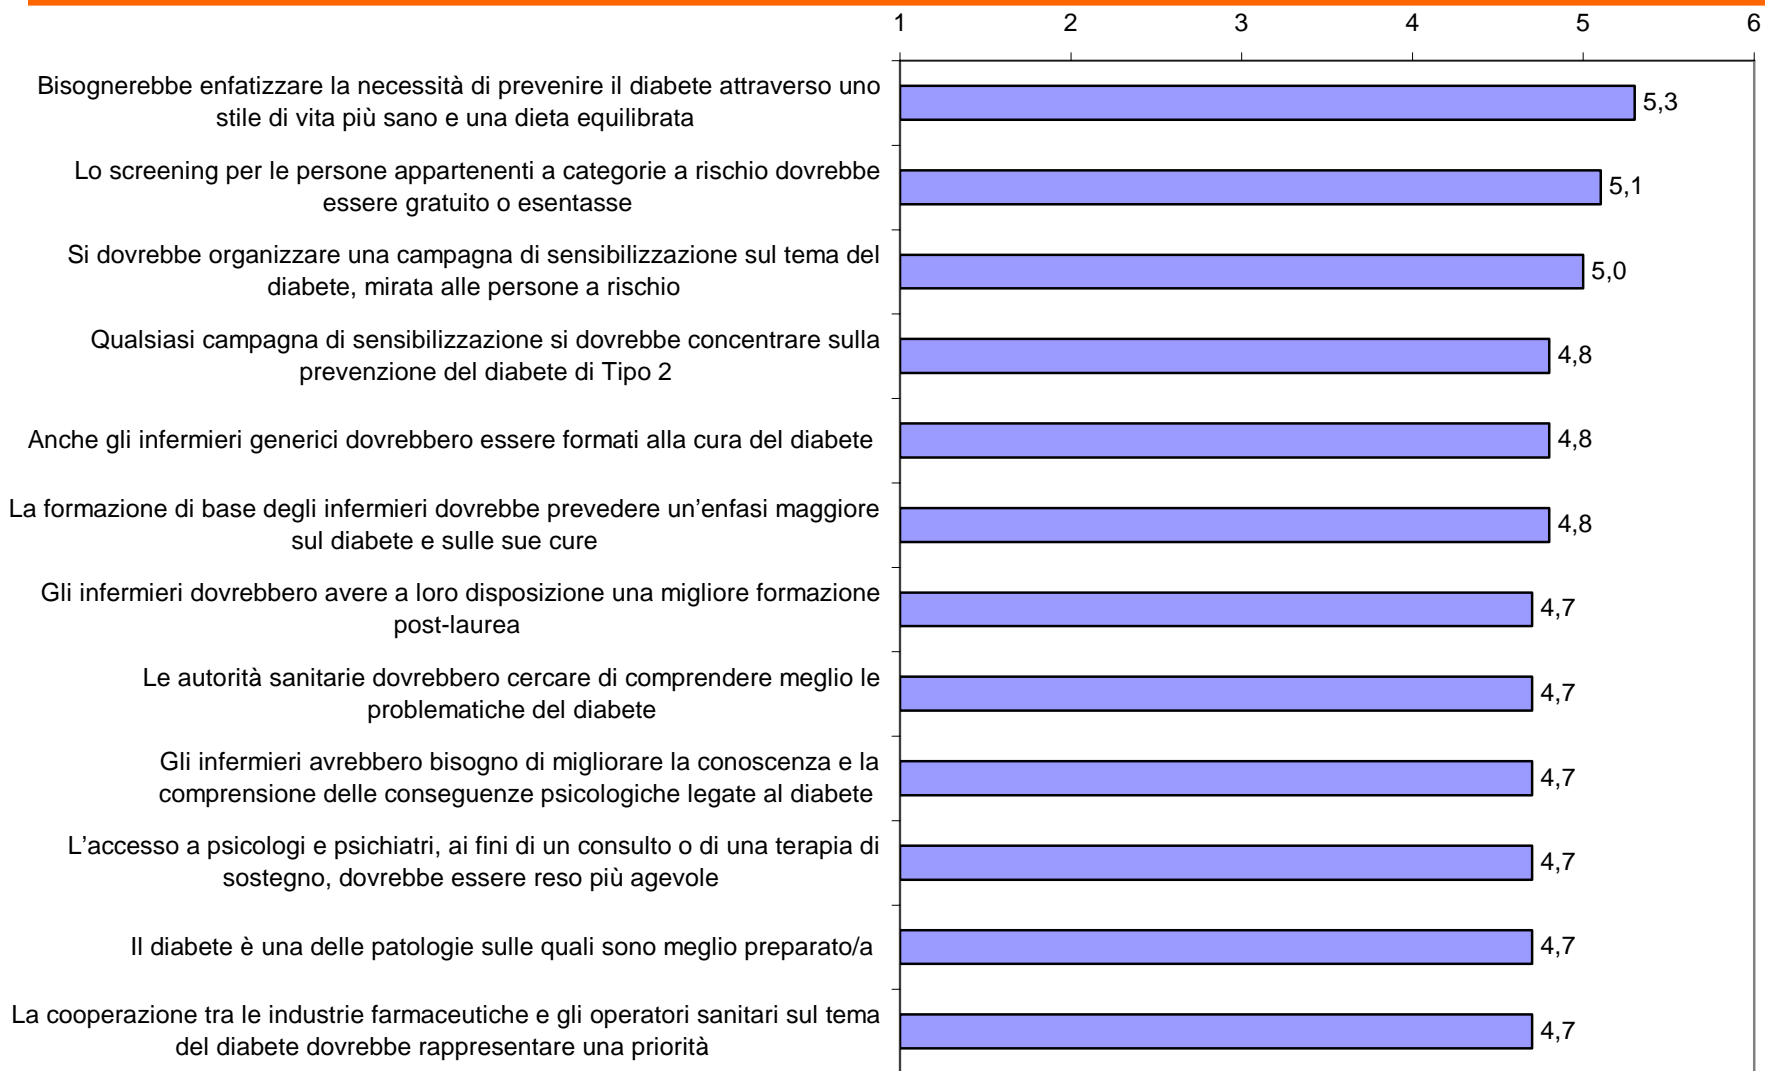 1 2 3 4 5 6
Bisognerebbe enfatizzare la necessità di prevenire il diabete attraverso uno
stile di vita più sano e una dieta equilibrata
5,3
Lo screening per le persone appartenenti a categorie a rischio dovrebbe
essere gratuito o esentasse
5,1
Si dovrebbe organizzare una campagna di sensibilizzazione sul tema del
diabete, mirata alle persone a rischio
5,0
Qualsiasi campagna di sensibilizzazione si dovrebbe concentrare sulla
prevenzione del diabete di Tipo 2
4,8
Anche gli infermieri generici dovrebbero essere formati alla cura del diabete
4,8
La formazione di base degli infermieri dovrebbe prevedere un’enfasi maggiore
sul diabete e sulle sue cure
4,8
Gli infermieri dovrebbero avere a loro disposizione una migliore formazione
post-laurea
4,7
Le autorità sanitarie dovrebbero cercare di comprendere meglio le
problematiche del diabete
4,7
Gli infermieri avrebbero bisogno di migliorare la conoscenza e la
comprensione delle conseguenze psicologiche legate al diabete
4,7
L’accesso a psicologi e psichiatri, ai fini di un consulto o di una terapia di
sostegno, dovrebbe essere reso più agevole
4,7
Il diabete è una delle patologie sulle quali sono meglio preparato/a
4,7
La cooperazione tra le industrie farmaceutiche e gli operatori sanitari sul tema
del diabete dovrebbe rappresentare una priorità
4,7